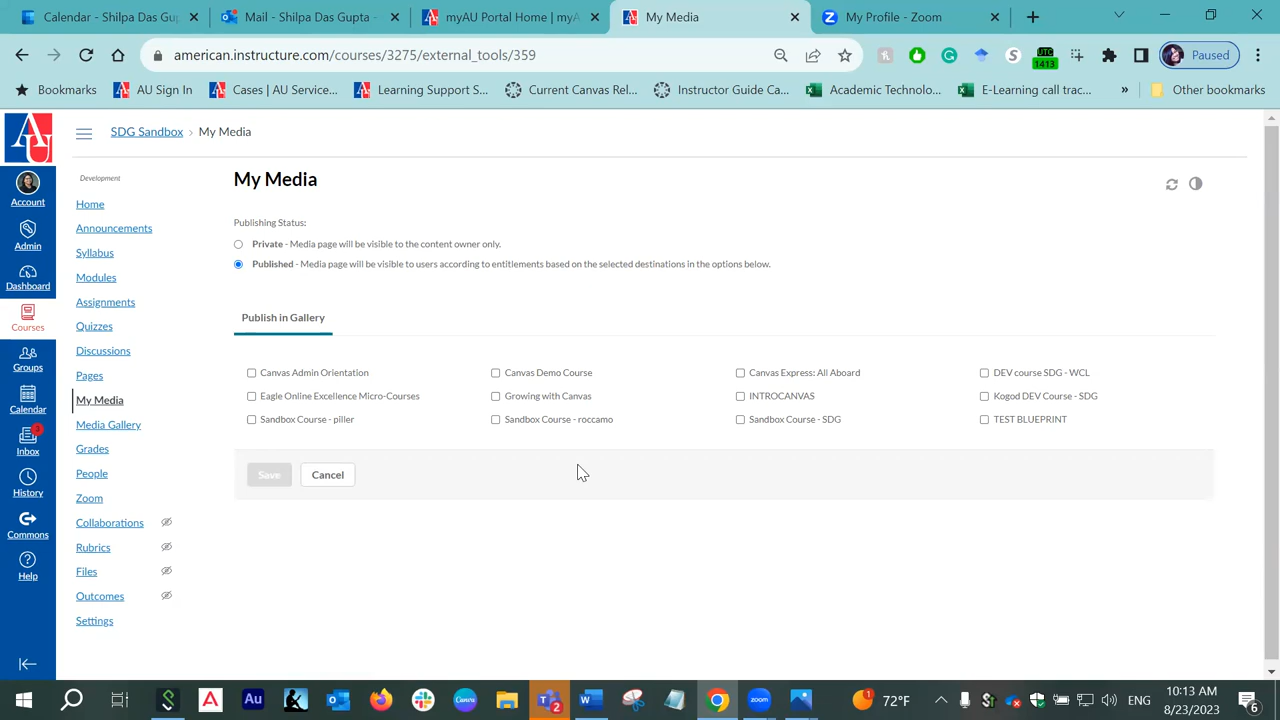 Calendar - Das Gup
myAU Portal Home | myA
My Media
My Profile - Zoom
american.instructure.com/courses/3275/external_tools/359
UTC
1413
Paused
Bookmarks
AU Sign In
Cases | AU Service...
Learning Support S...
Current Canvas Rel...
Instructor Guide Ca...
Academic Technolo...
E-Learning call trac...
»
Other bookmarks
AU
SDG Sandbox › My Media
Account
Admin
Dashboard
Courses
Groups
Calendar
3
Inbox
History
Commons
Help
Development
Home
Announcements
Syllabus
Modules
Assignments
Quizzes
Discussions
Pages
My Media
Media Gallery
Grades
People
Zoom
Collaborations
Rubrics
Files
Outcomes
Settings
My Media
Publishing Status:
Private - Media page will be visible to the content owner only.
Published - Media page will be visible to users according to entitlements based on the selected destinations in the options below.
Publish in Gallery
Canvas Admin Orientation
Canvas Demo Course
Canvas Express: All Aboard
DEV course SDG - WCL
Eagle Online Excellence Micro-Courses
Growing with Canvas
INTROCANVAS
Kogod DEV Course - SDG
Sandbox Course - piller
Sandbox Course - roccamo
Sandbox Course - SDG
TEST BLUEPRINT
Save
Cancel
72°F
10:13 AM
8/23/2023
6